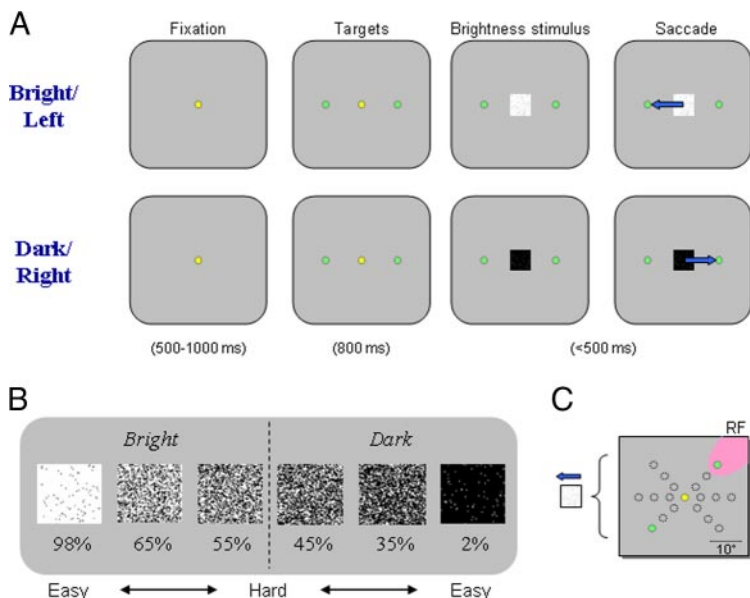 A
Fixation Targets Brightness stimulus Saccade
Bright/
Left
Dark/
Right
(500-1000 ms) (800 ms) (<500 ms)
B
Bright Dark
98% 65% 55% 45% 35% 2%
Easy Hard Easy
C
RF
10°